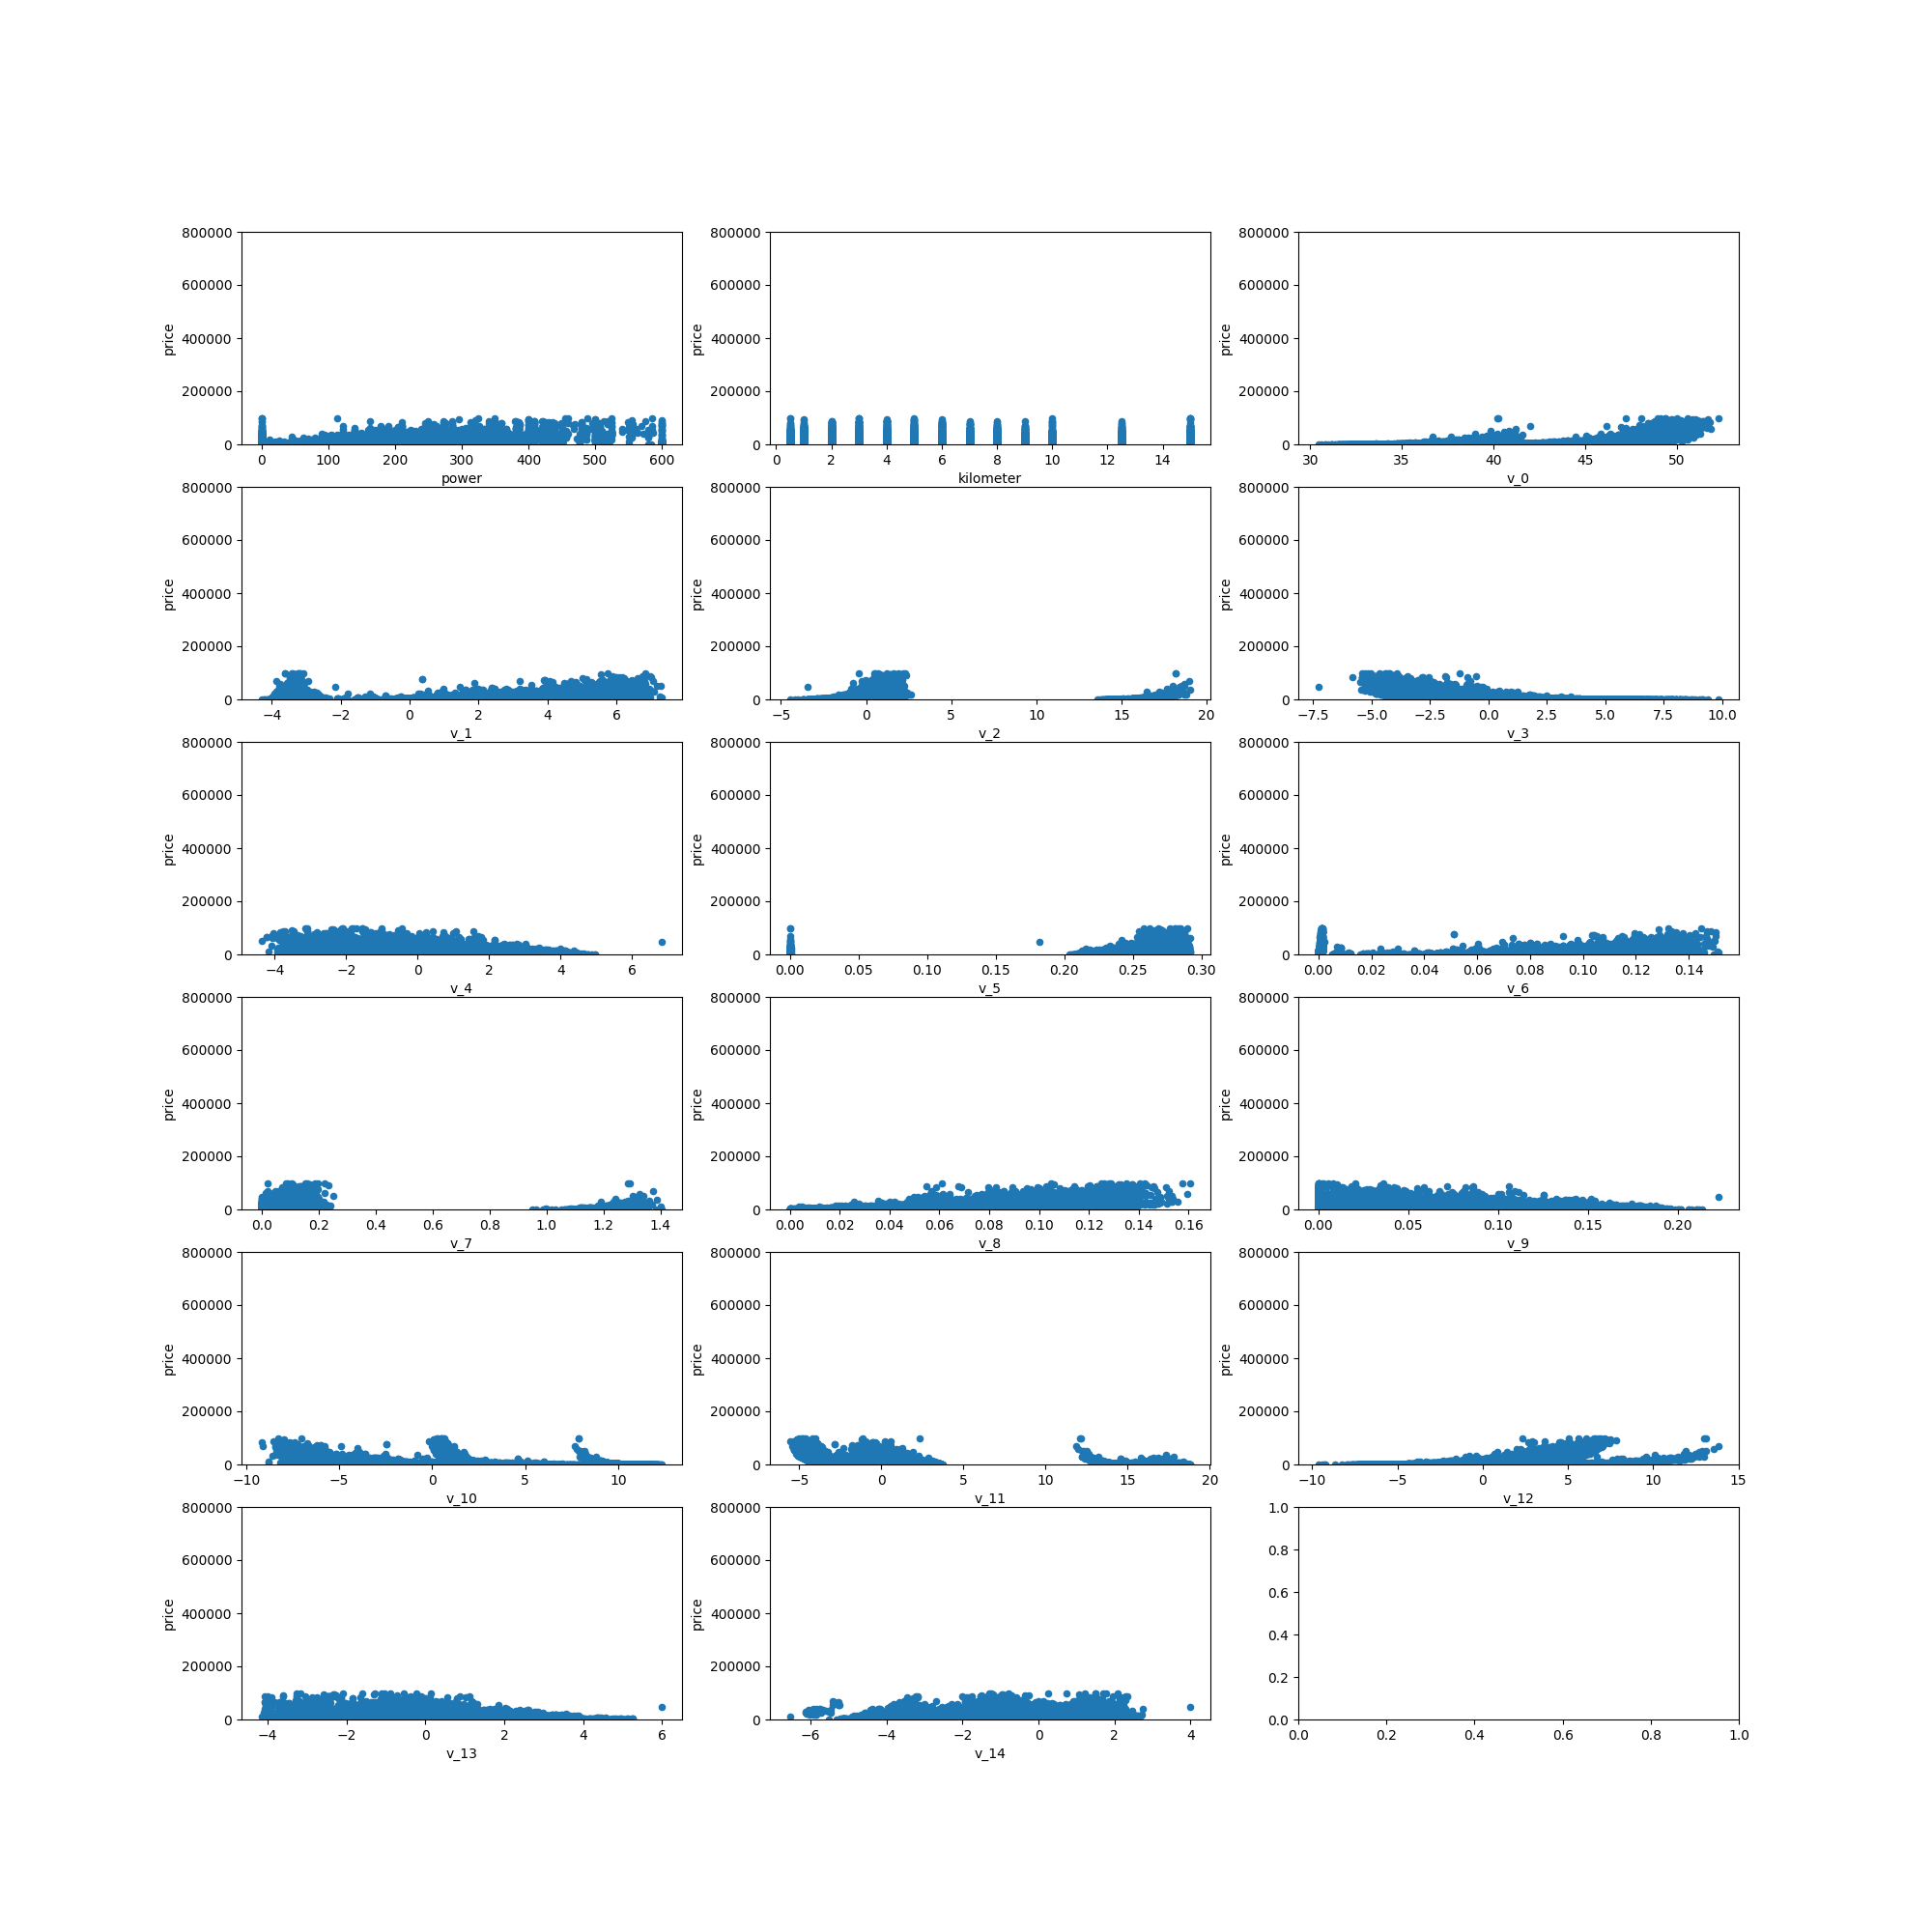 800000 800000 800000
600000 600000 600000
price price price
400000 400000 400000
200000 200000 200000
0 0 0
0 100 200 300 400 500 600 0 2 4 6 8 10 12 14 30 35 40 45 50
power kilometer v_0
800000 800000 800000
600000 600000 600000
price price price
400000 400000 400000
200000 200000 200000
0 0 0
−4 −2 0 2 4 6 −5 0 5 10 15 20 −7.5 −5.0 −2.5 0.0 2.5 5.0 7.5 10.0
v_1 v_2 v_3
800000 800000 800000
600000 600000 600000
price price price
400000 400000 400000
200000 200000 200000
0 0 0
−4 −2 0 2 4 6 0.00 0.05 0.10 0.15 0.20 0.25 0.30 0.00 0.02 0.04 0.06 0.08 0.10 0.12 0.14
v_4 v_5 v_6
800000 800000 800000
600000 600000 600000
price price price
400000 400000 400000
200000 200000 200000
0 0 0
0.0 0.2 0.4 0.6 0.8 1.0 1.2 1.4 0.00 0.02 0.04 0.06 0.08 0.10 0.12 0.14 0.16 0.00 0.05 0.10 0.15 0.20
v_7 v_8 v_9
800000 800000 800000
600000 600000 600000
price price price
400000 400000 400000
200000 200000 200000
0 0 0
−10 −5 0 5 10 −5 0 5 10 15 20 −10 −5 0 5 10 15
v_10 v_11 v_12
800000 800000 1.0
600000 600000 0.8
price price
400000 400000 0.6
0.4
200000 200000 0.2
0 0 0.0
−4 −2 0 2 4 6 −6 −4 −2 0 2 4 0.0 0.2 0.4 0.6 0.8 1.0
v_13 v_14